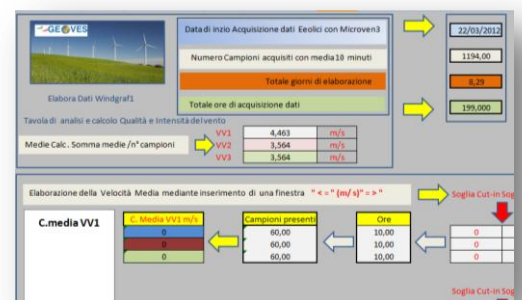 GEOVES
Data di inzio Acquisizione dati Eeolici con Microven3
22/03/2012
Numero Campioni acquisiti con media 10 minuti
1194,00
Totale giorni di elaborazione
8,29
Elabora Dati Windgraf1
Totale ore di acquisizione dati
199,000
Tavola di analisi e calcolo Qualità e Intensità del vento
VV1 4,463 m/s
Medie Calc. Somma medie /n° campioni VV2 3,564 m/s
VV3 3,564 m/s
Elaborazione della Velocità Media mediante inserimento di una finestra " < = " (m/s)" = > "
Soglia Cut-in Sog
C.media VV1
C. Media VV1 m/s Campioni presenti Ore
0 60,00 10,00 0
0 60,00 10,00 0
0 60,00 10,00 0
Soglia Cut-in Sog